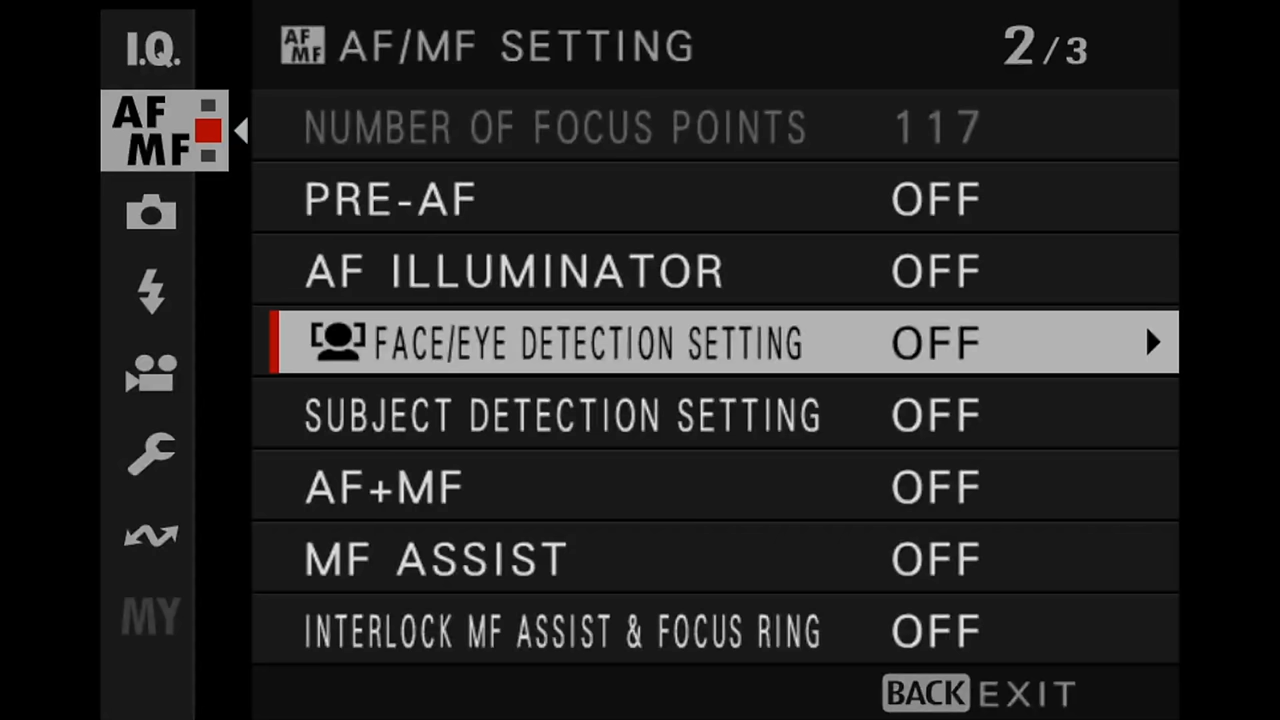 I.Q.
AF MF AF/MF SETTING 2/3
AF
MF
NUMBER OF FOCUS POINTS 117
PRE-AF OFF
AF ILLUMINATOR OFF
FACE/EYE DETECTION SETTING OFF
SUBJECT DETECTION SETTING OFF
AF+MF OFF
MF ASSIST OFF
INTERLOCK MF ASSIST & FOCUS RING OFF
MY
BACK EXIT